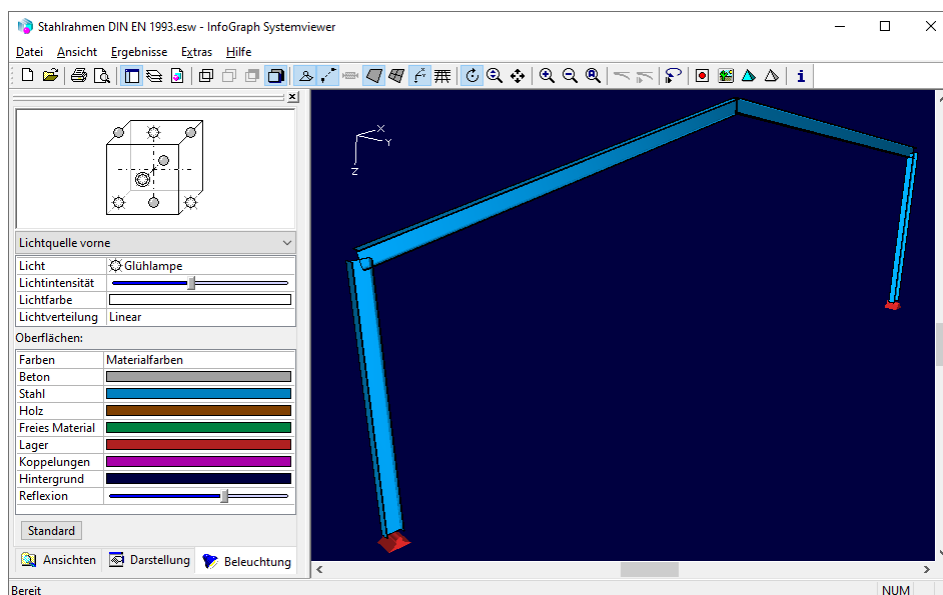 Stahlrahmen DIN EN 1993.esw - InfoGraph Systemviewer
Datei Ansicht Ergebnisse Extras Hilfe
X
Y
Z
Lichtquelle vorne
Licht Glühlampe
Lichtintensität
Lichtfarbe
Lichtverteilung Linear
Oberflächen:
Farben Materialfarben
Beton
Stahl
Holz
Freies Material
Lager
Koppelungen
Hintergrund
Reflexion
Standard
Ansichten Darstellung Beleuchtung
Bereit NUM